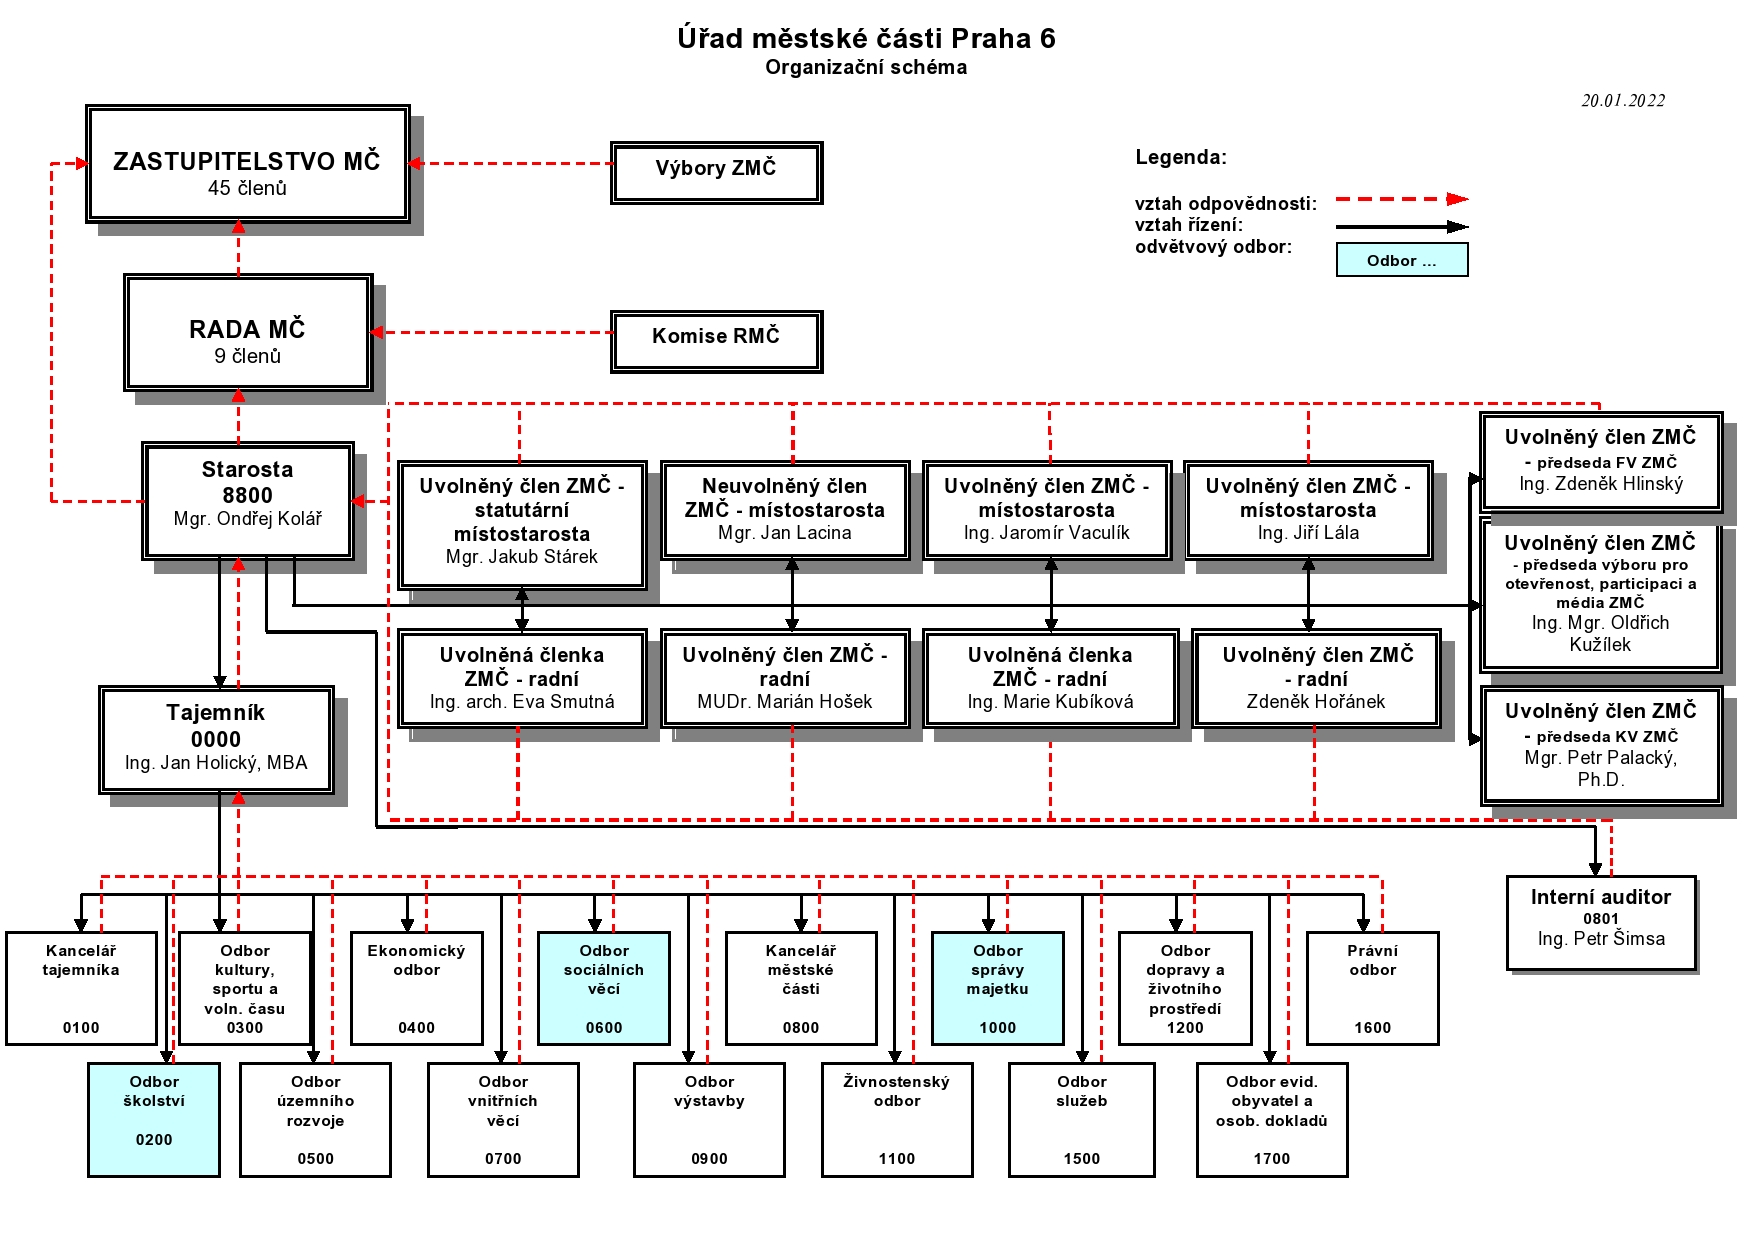 Úřad městské části Praha 6
Organizační schéma
20.01.2022
ZASTUPITELSTVO MČ
45 členů
Výbory ZMČ
Legenda:
vztah odpovědnosti:
vztah řízení:
odvětvový odbor:
Odbor ...
RADA MČ
9 členů
Komise RMČ
Starosta
8800
Mgr. Ondřej Kolář
Uvolněný člen ZMČ -
statutární
místostarosta
Mgr. Jakub Stárek
Neuvolněný člen
ZMČ - místostarosta
Mgr. Jan Lacina
Uvolněný člen ZMČ -
místostarosta
Ing. Jaromír Vaculík
Uvolněný člen ZMČ -
místostarosta
Ing. Jiří Lála
Uvolněný člen ZMČ
- předseda FV ZMČ
Ing. Zdeněk Hlinský
Uvolněný člen ZMČ
- předseda výboru pro
otevřenost, participaci a
média ZMČ
Ing. Mgr. Oldřich
Kužílek
Uvolněná členka
ZMČ - radní
Ing. arch. Eva Smutná
Uvolněný člen ZMČ -
radní
MUDr. Marián Hošek
Uvolněná členka
ZMČ - radní
Ing. Marie Kubíková
Uvolněný člen ZMČ
- radní
Zdeněk Hořánek
Uvolněný člen ZMČ
- předseda KV ZMČ
Mgr. Petr Palacký,
Ph.D.
Tajemník
0000
Ing. Jan Holický, MBA
Interní auditor
0801
Ing. Petr Šimsa
Kancelář
tajemníka
0100
Odbor
kultury,
sportu a
voln. času
0300
Ekonomický
odbor
0400
Odbor
sociálních
věcí
0600
Kancelář
městské
části
0800
Odbor
správy
majetku
1000
Odbor
dopravy a
životního
prostředí
1200
Právní
odbor
1600
Odbor
školství
0200
Odbor
územního
rozvoje
0500
Odbor
vnitřních
věcí
0700
Odbor
výstavby
0900
Živnostenský
odbor
1100
Odbor
služeb
1500
Odbor evid.
obyvatel a
osob. dokladů
1700